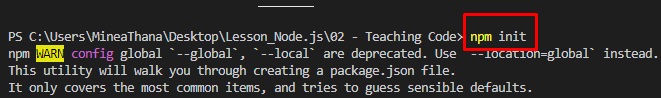 PS C:\Users\MineaThana\Desktop\Lesson_Node.js\02 - Teaching Code> npm init
npm WARN config global `--global`, `--local` are deprecated. Use `--location=global` instead.
This utility will walk you through creating a package.json file.
It only covers the most common items, and tries to guess sensible defaults.